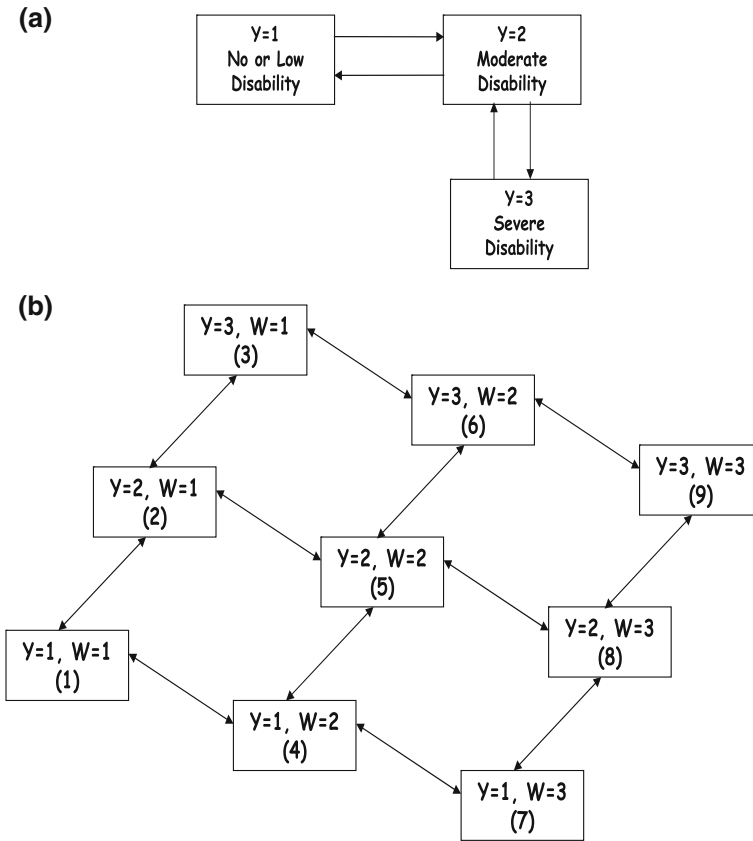 (a)
Y=1
No or Low
Disability
Y=2
Moderate
Disability
Y=3
Severe
Disability
(b)
Y=3, W=1
(3)
Y=3, W=2
(6)
Y=3, W=3
(9)
Y=2, W=1
(2)
Y=2, W=2
(5)
Y=2, W=3
(8)
Y=1, W=1
(1)
Y=1, W=2
(4)
Y=1, W=3
(7)